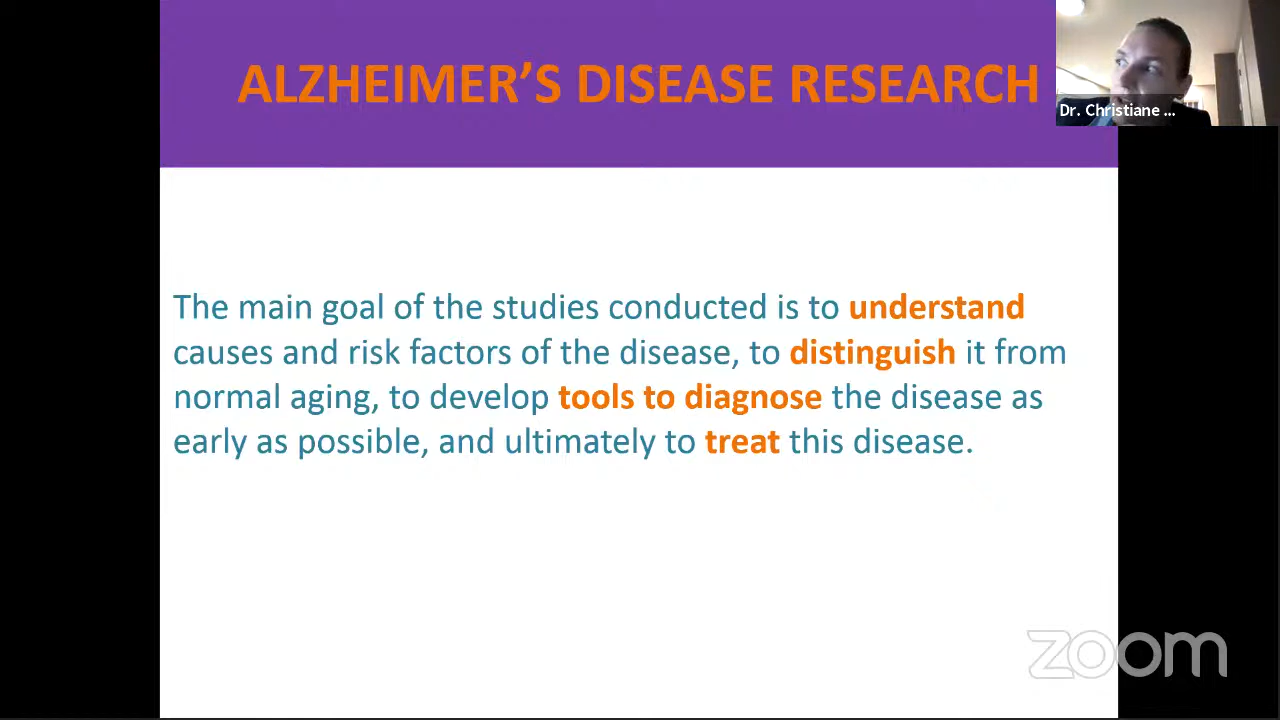 ALZHEIMER’S DISEASE RESEARCH
Dr. Christiane ...
The main goal of the studies conducted is to understand
causes and risk factors of the disease, to distinguish it from
normal aging, to develop tools to diagnose the disease as
early as possible, and ultimately to treat this disease.
zoom